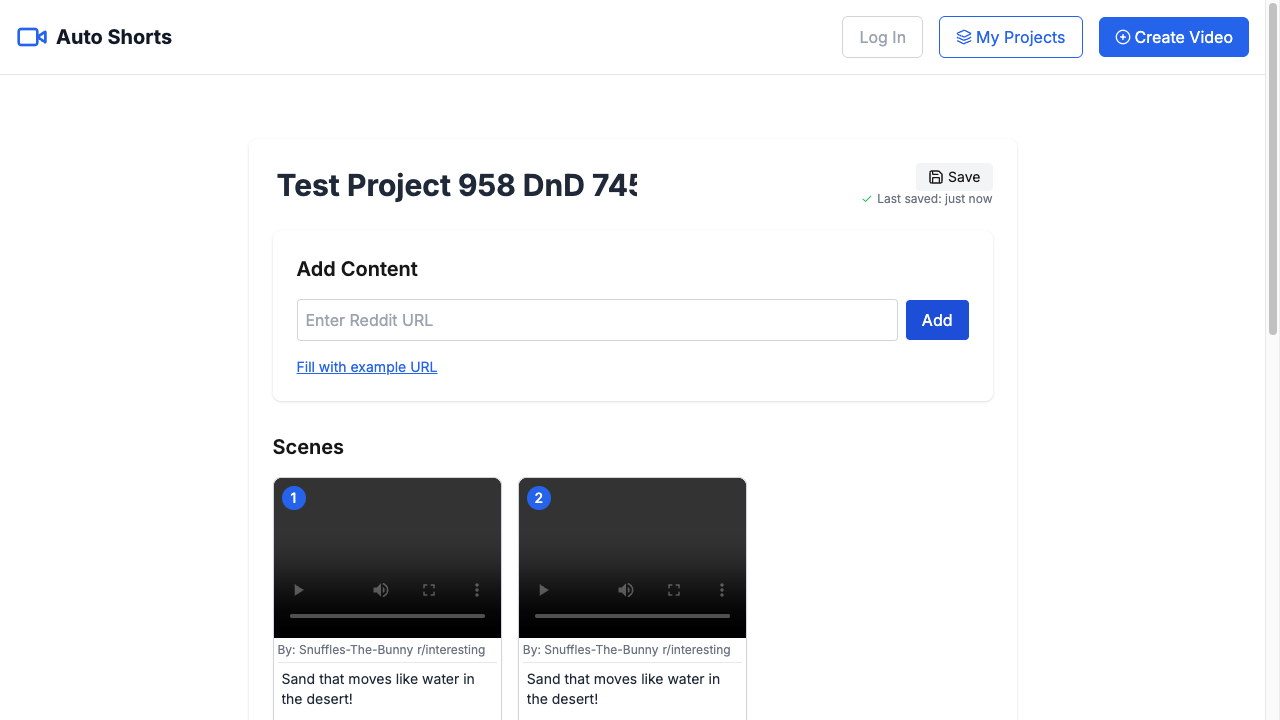 Auto Shorts
Log In
My Projects
Create Video
Test Project 958 DnD 745
Save
Last saved: just now
Add Content
Enter Reddit URL
Add
Fill with example URL
Scenes
1
2
By: Snuffles-The-Bunny r/interesting
By: Snuffles-The-Bunny r/interesting
Sand that moves like water in
the desert!
Sand that moves like water in
the desert!